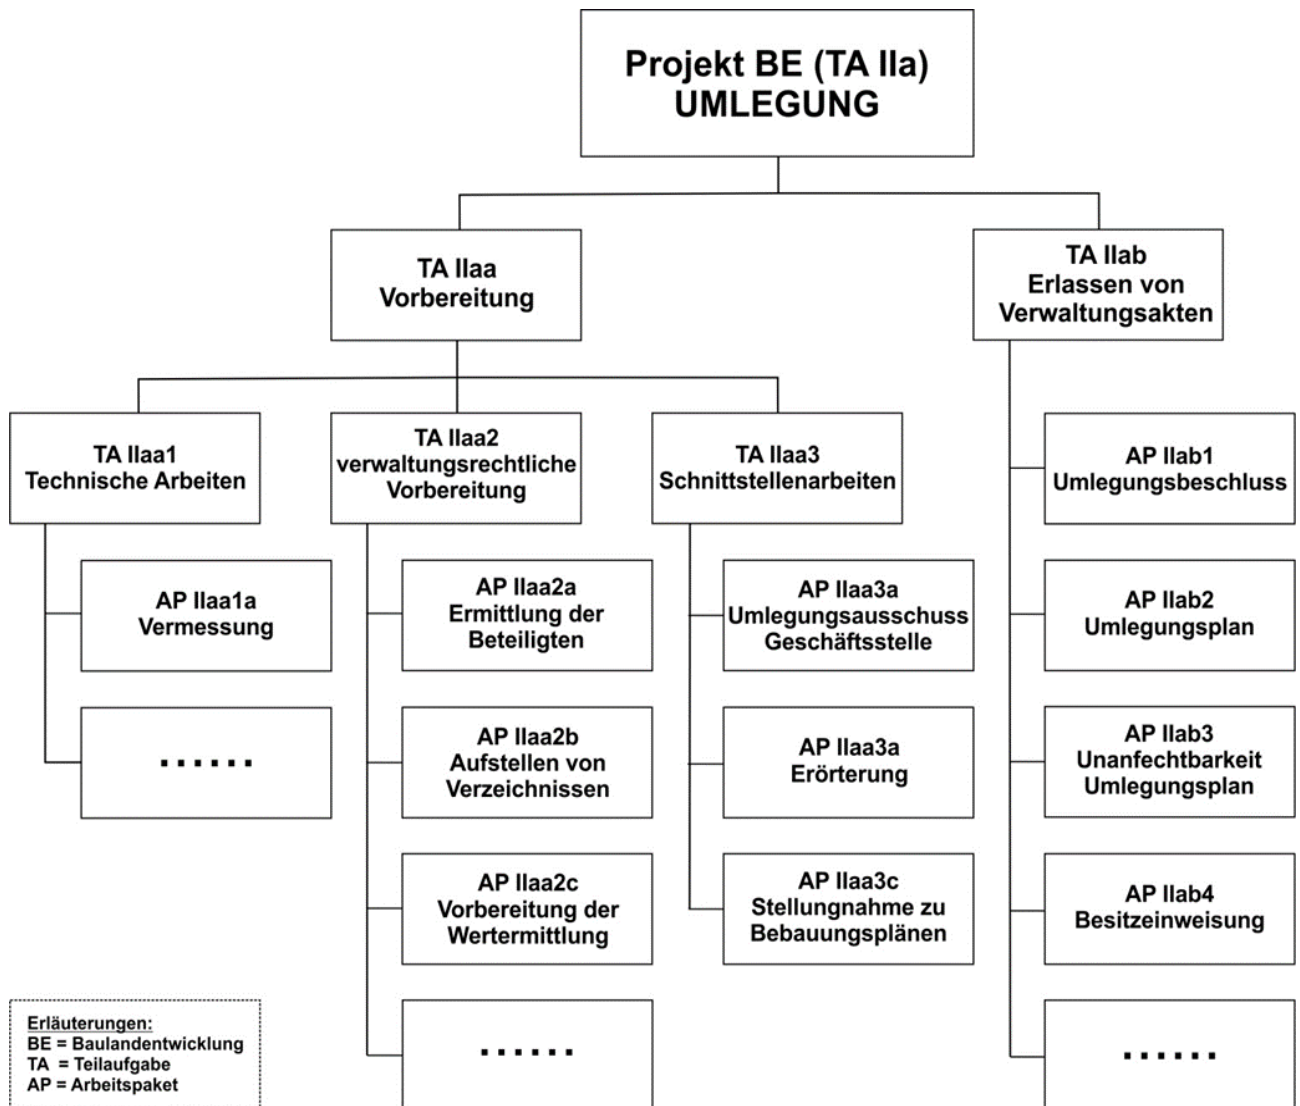 Projekt BE (TA IIa)
UMLEGUNG
TA IIaa
Vorbereitung
TA IIab
Erlassen von
Verwaltungsakten
TA IIaa1
Technische Arbeiten
TA IIaa2
verwaltungsrechtliche
Vorbereitung
TA IIaa3
Schnittstellenarbeiten
AP IIaa1a
Vermessung
......
AP IIaa2a
Ermittlung der
Beteiligten
AP IIaa2b
Aufstellen von
Verzeichnissen
AP IIaa2c
Vorbereitung der
Wertermittlung
......
AP IIaa3a
Umlegungsausschuss
Geschäftsstelle
AP IIaa3a
Erörterung
AP IIaa3c
Stellungnahme zu
Bebauungsplänen
AP IIab1
Umlegungsbeschluss
AP IIab2
Umlegungsplan
AP IIab3
Unanfechtbarkeit
Umlegungsplan
AP IIab4
Besitzeinweisung
......
Erläuterungen:
BE = Baulandentwicklung
TA = Teilaufgabe
AP = Arbeitspaket